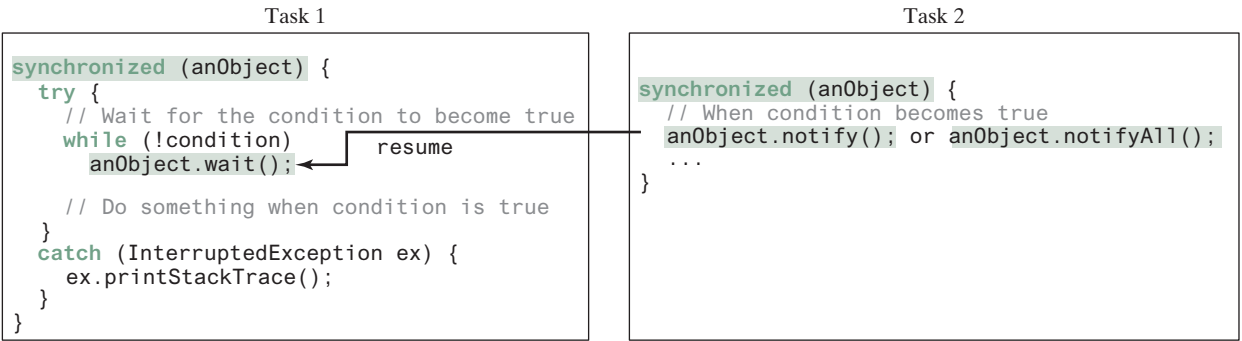 Task 1
synchronized (anObject) {
try {
// Wait for the condition to become true
while (!condition)
anObject.wait();
// Do something when condition is true
}
catch (InterruptedException ex) {
ex.printStackTrace();
}
}
resume
Task 2
synchronized (anObject) {
// When condition becomes true
anObject.notify(); or anObject.notifyAll();
...
}